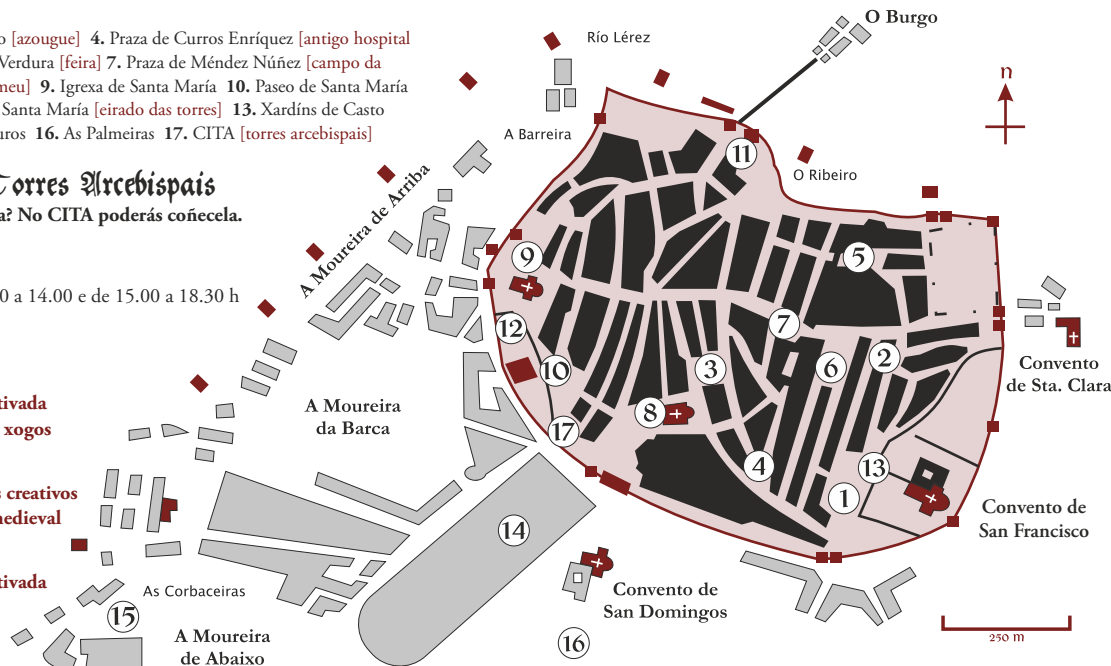 o [azougue] 4. Praza de Curros Enríquez [antigo hospital
Verdura [feira] 7. Praza de Méndez Núñez [campo da
meu] 9. Igrexa de Santa María 10. Paseo de Santa María
Santa María [eirado das torres] 13. Xardíns de Casto
uros 16. As Palmeiras 17. CITA [torres arcebispais]
Torres Arcebispais
a? No CITA poderás coñecela.
0 a 14.00 e de 15.00 a 18.30 h
tivada
xogos
s creativos
medieval
tivada
O Burgo
Río Lérez
n
A Barreira
11
O Ribeiro
A Moureira de Arriba
9
5
12
7
2
10
3
6
Convento
de Sta. Clara
A Moureira
da Barca
8
17
4
13
1
Convento de
San Francisco
14
As Corbaceiras
15
Convento de
San Domingos
A Moureira
de Abaixo
16
250 m